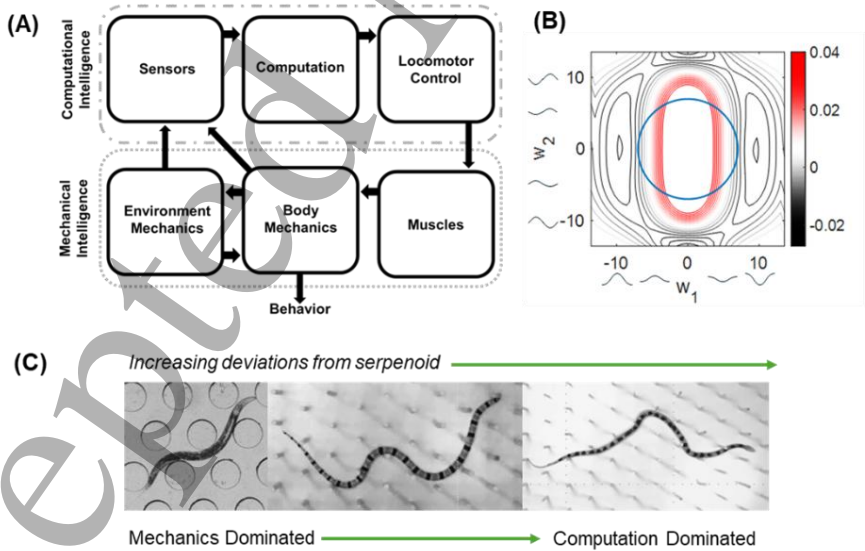 (A)
Computational
Intelligence
Sensors
Computation
Locomotor
Control
Mechanical
Intelligence
Environment
Mechanics
Body
Mechanics
Muscles
Behavior
(B)
0.04
0.02
0
-0.02
10
0
-10
w2
-10
0
10
w1
(C)
Increasing deviations from serpenoid
Mechanics Dominated
Computation Dominated
epted